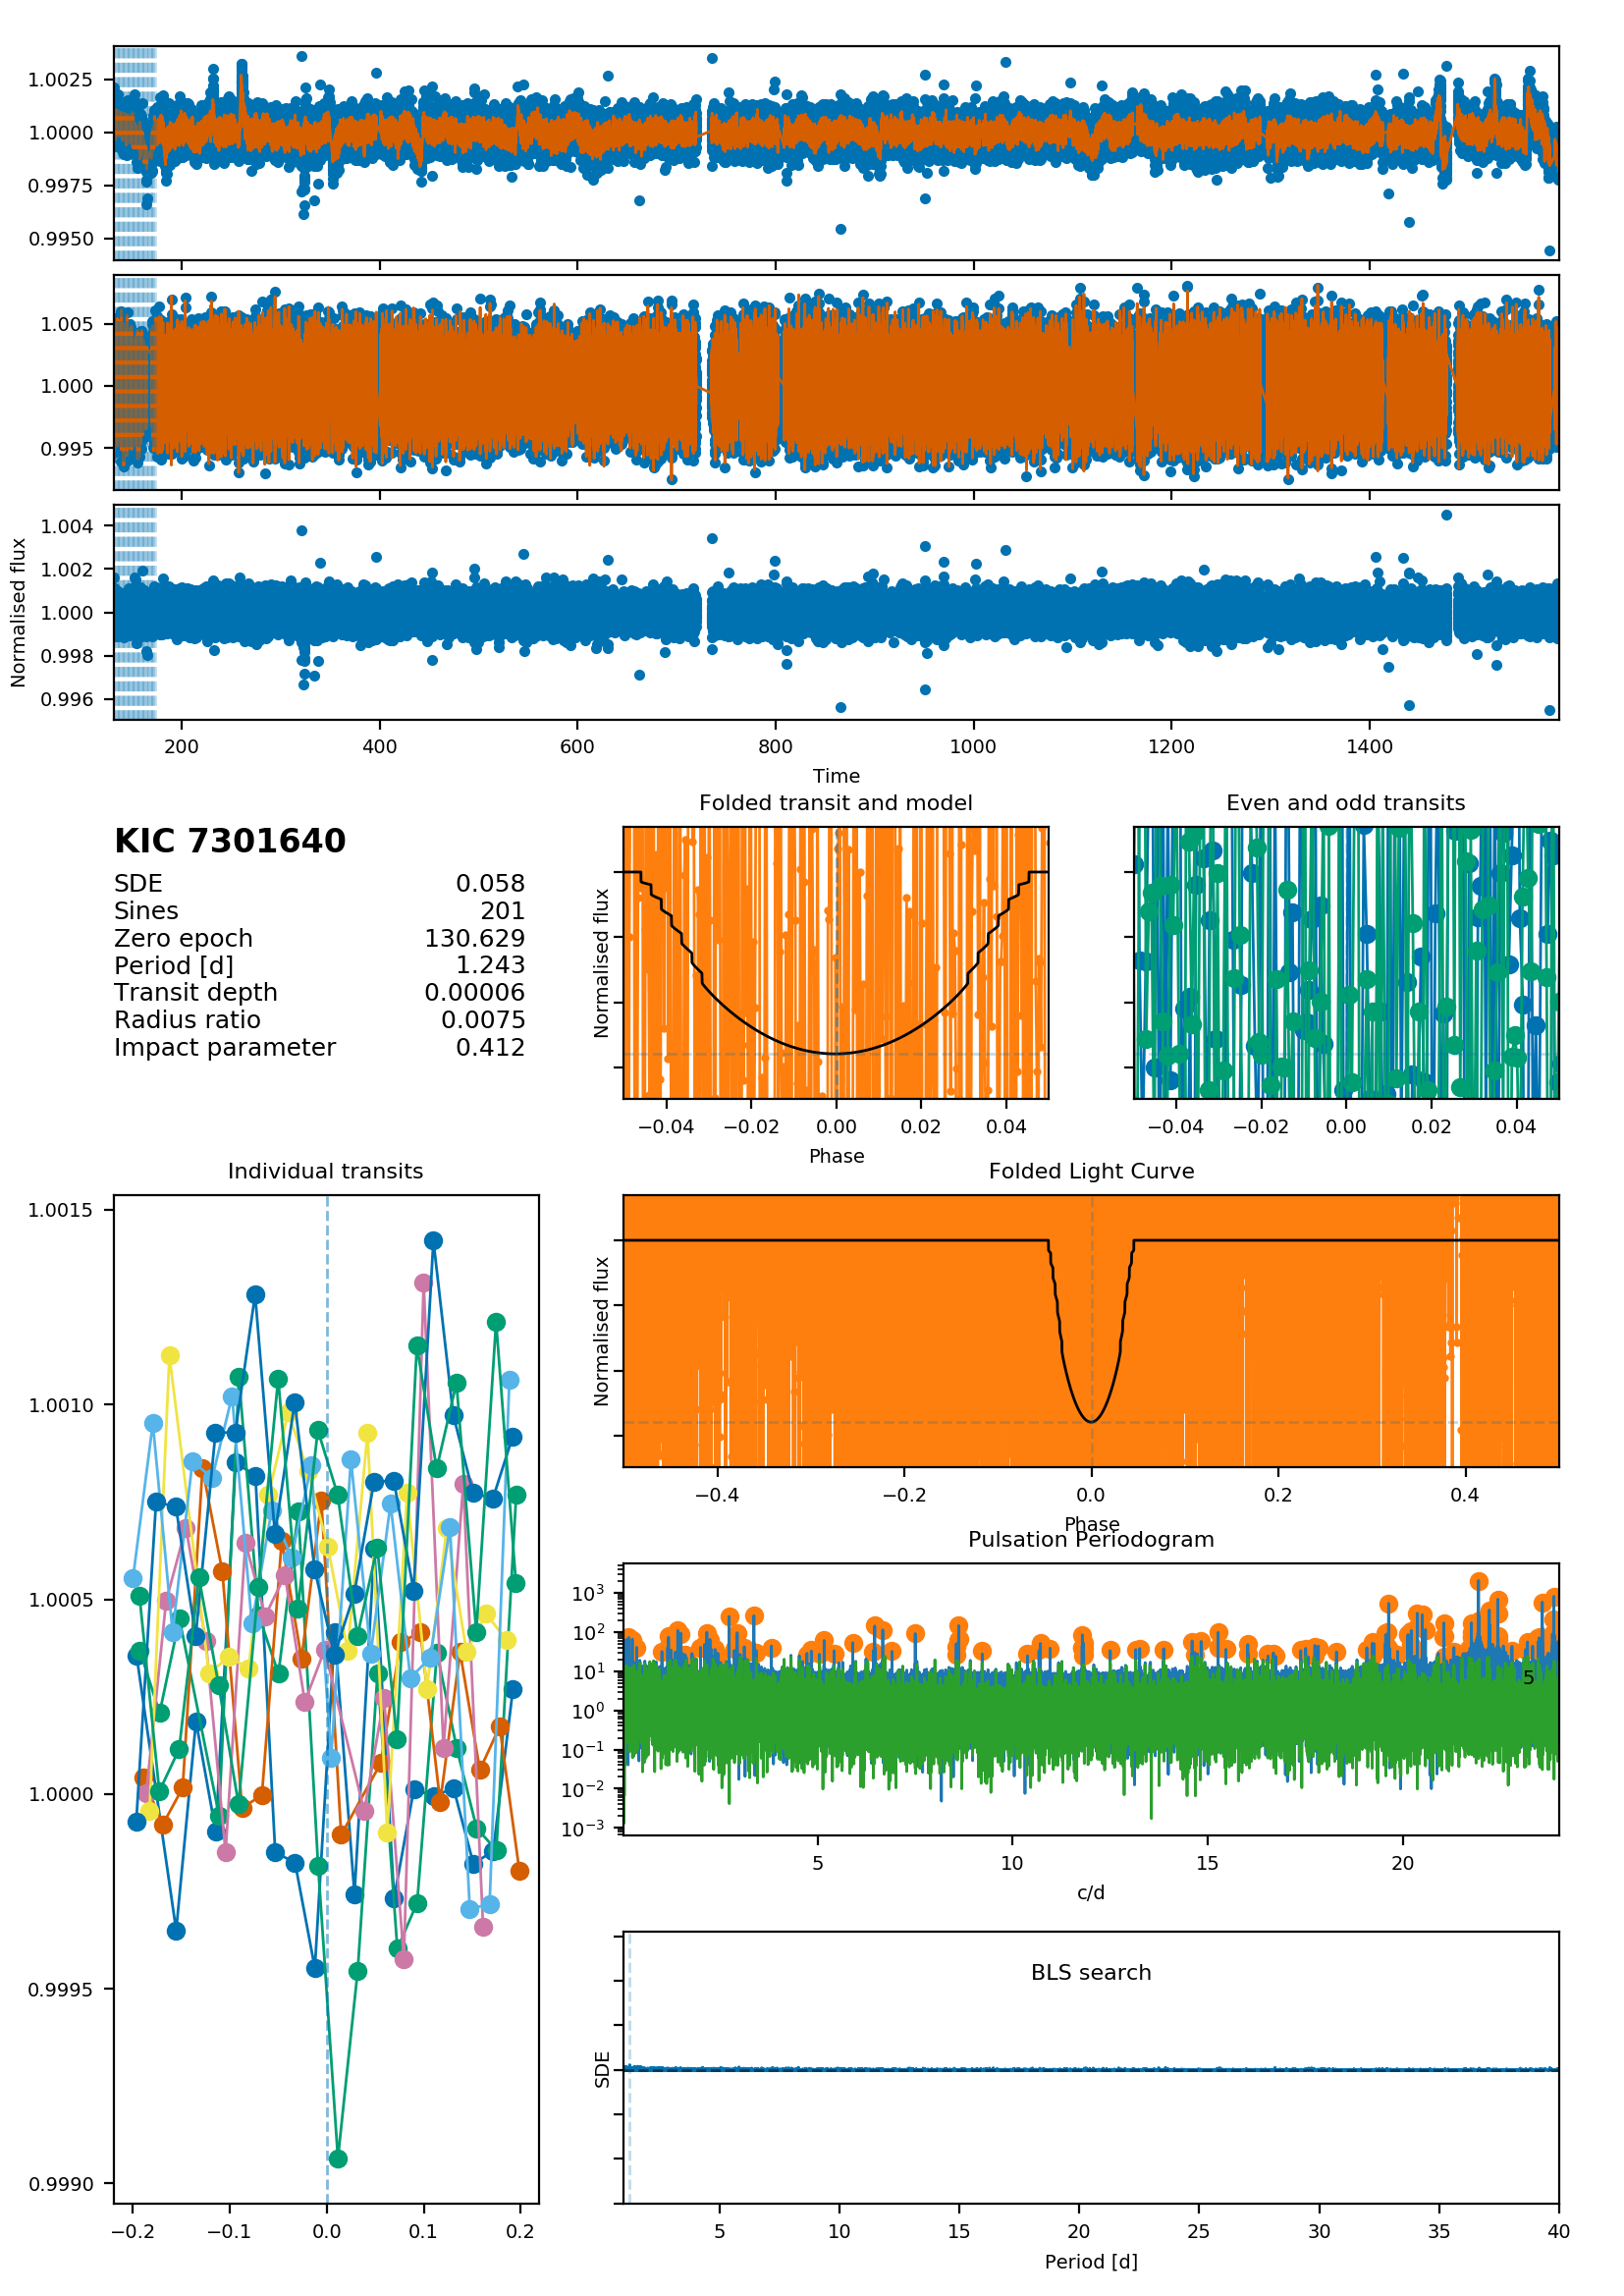 1.0025
1.0000
0.9975
0.9950
1.005
1.000
0.995
1.004
1.002
1.000
0.998
0.996
Normalised flux
200 400 600 800 1000 1200 1400
Time
KIC 7301640
SDE 0.058
Sines 201
Zero epoch 130.629
Period [d] 1.243
Transit depth 0.00006
Radius ratio 0.0075
Impact parameter 0.412
Folded transit and model
Normalised flux
−0.04 −0.02 0.00 0.02 0.04
Phase
Even and odd transits
−0.04 −0.02 0.00 0.02 0.04
Individual transits
1.0015
1.0010
1.0005
1.0000
0.9995
0.9990
−0.2 −0.1 0.0 0.1 0.2
Folded Light Curve
Normalised flux
−0.4 −0.2 0.0 0.2 0.4
Phase
Pulsation Periodogram
10³
10²
10¹
10⁰
10⁻¹
10⁻²
10⁻³
5
5 10 15 20
c/d
BLS search
SDE
5 10 15 20 25 30 35 40
Period [d]